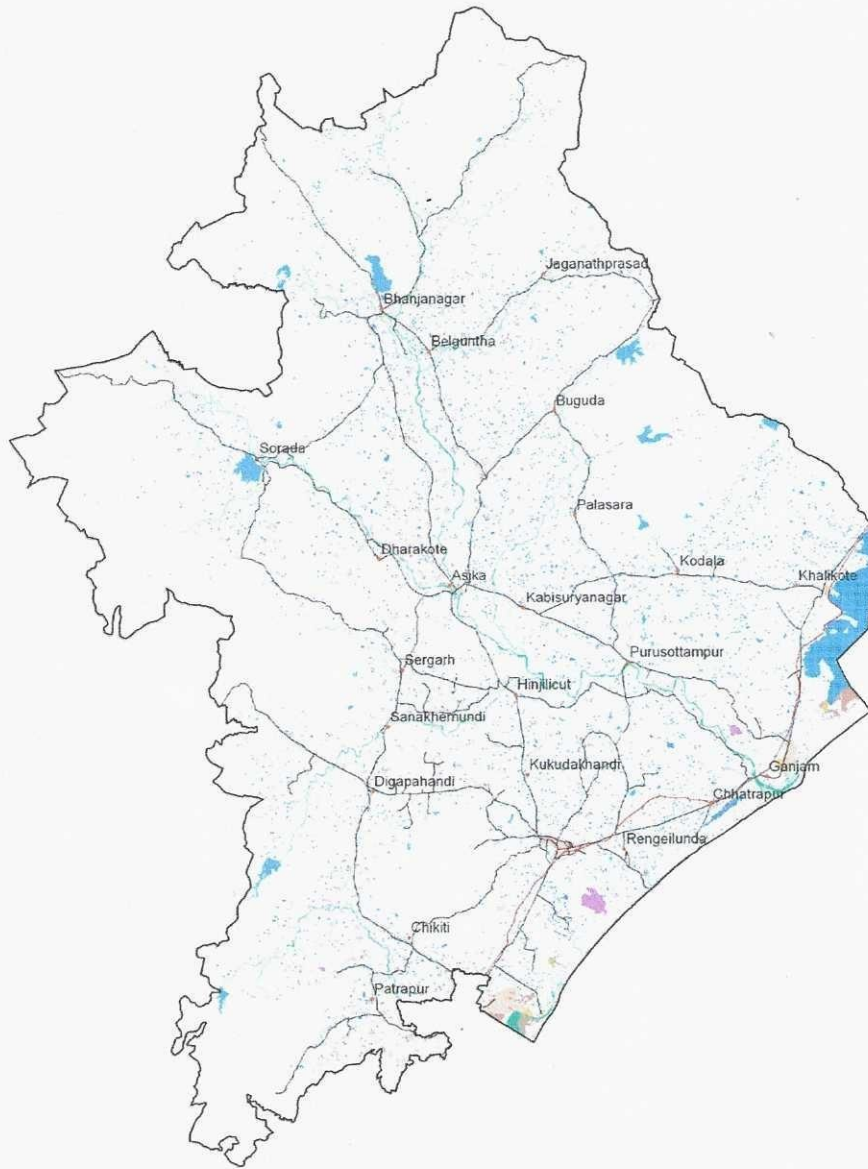 Jaganathprasad
Bhanjanagar
Belguntha
Buguda
Sorada
Palasara
Dharakote
Kodala
Asika
Khalikote
Kabisuryanagar
Purusottampur
Sergarh
Hinjilicut
Sanakhemundi
Kukudakhandi
Ganjam
Digapahandi
Chhatrapur
Rengeilunda
Chikiti
Patrapur